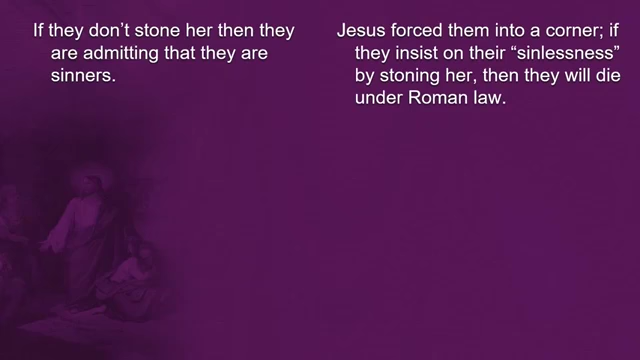 If they don’t stone her then they
are admitting that they are
sinners.
Jesus forced them into a corner; if
they insist on their “sinlessness”
by stoning her, then they will die
under Roman law.